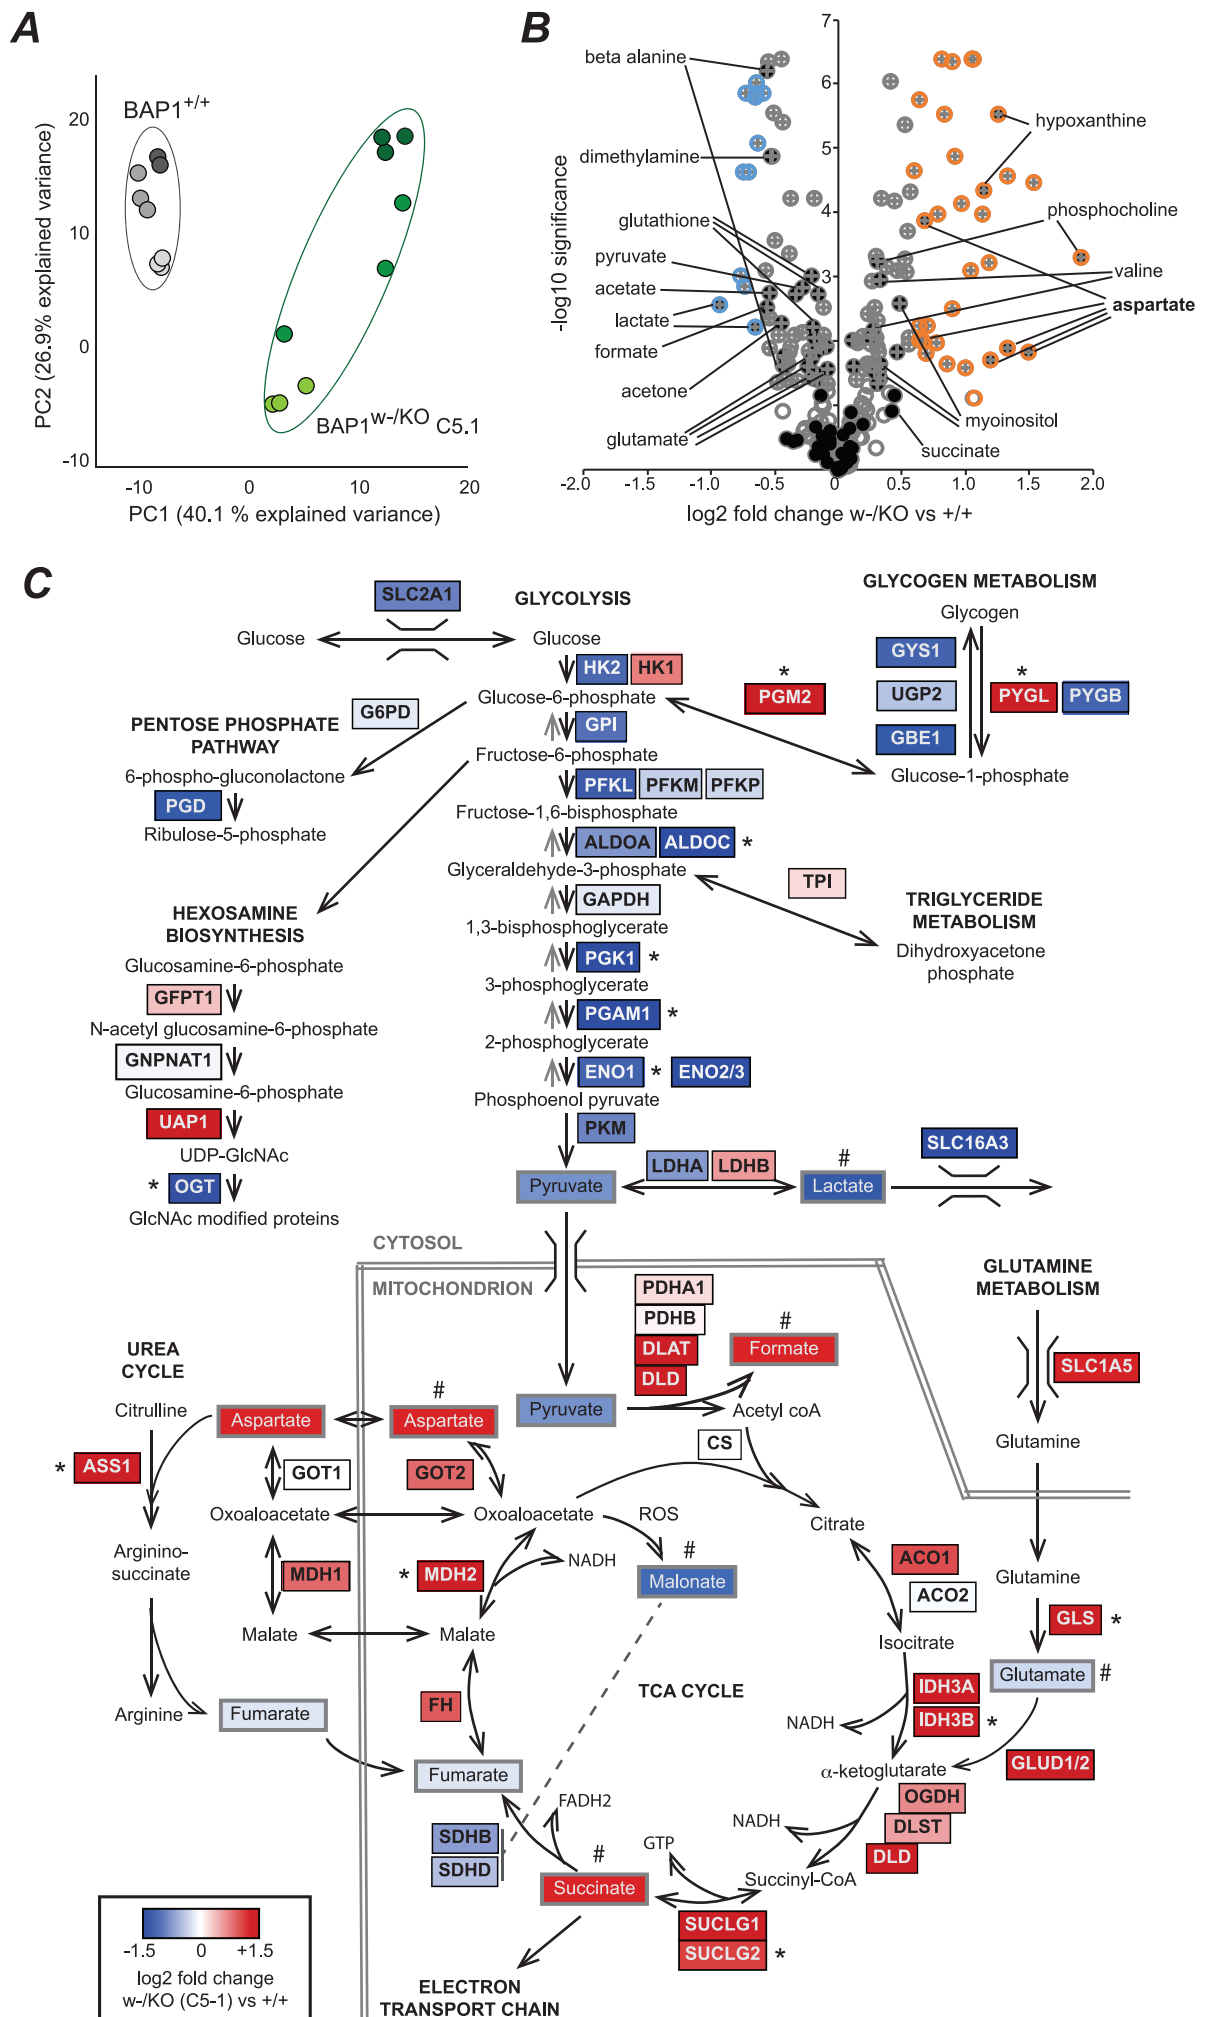 A
BAP1+/+
BAP1w-/KO C5.1
PC2 (26.9% explained variance)
20
10
0
-10
-10
0
10
20
PC1 (40.1 % explained variance)
B
7
6
5
4
3
2
1
-log10 significance
beta alanine
dimethylamine
glutathione
pyruvate
acetate
lactate
formate
acetone
glutamate
hypoxanthine
phosphocholine
valine
aspartate
myoinositol
succinate
-2.0
-1.5
-1.0
-0.5
0
0.5
1.0
1.5
2.0
log2 fold change w-/KO vs +/+
C
SLC2A1
GLYCOLYSIS
GLYCOGEN METABOLISM
Glycogen
Glucose
Glucose
GYS1
HK2 HK1
*
*
PGM2
UGP2
PYGL PYGB
Glucose-6-phosphate
G6PD
PENTOSE PHOSPHATE
PATHWAY
GPI
GBE1
Fructose-6-phosphate
6-phospho-gluconolactone
Glucose-1-phosphate
PGD
PFKL PFKM PFKP
Fructose-1,6-bisphosphate
Ribulose-5-phosphate
ALDOA ALDOC *
Glyceraldehyde-3-phosphate
TPI
TRIGLYCERIDE
METABOLISM
HEXOSAMINE
BIOSYNTHESIS
GAPDH
1,3-bisphosphoglycerate
Dihydroxyacetone
phosphate
Glucosamine-6-phosphate
PGK1 *
3-phosphoglycerate
GFPT1
PGAM1 *
N-acetyl glucosamine-6-phosphate
2-phosphoglycerate
GNPNAT1
ENO1 * ENO2/3
Glucosamine-6-phosphate
Phosphoenol pyruvate
UAP1
PKM
UDP-GlcNAc
LDHA LDHB
#
SLC16A3
* OGT
Pyruvate
Lactate
GlcNAc modified proteins
CYTOSOL
MITOCHONDRION
GLUTAMINE
METABOLISM
PDHA1
PDHB
DLAT
DLD
#
Formate
SLC1A5
UREA
CYCLE
Citrulline
Aspartate
#
Aspartate
Pyruvate
Acetyl coA
CS
Glutamine
* ASS1
GOT1
GOT2
Oxoaloacetate
Oxoaloacetate
ROS
Citrate
Arginino-
succinate
MDH1
* MDH2
NADH
#
Malonate
ACO1
ACO2
Glutamine
GLS *
Malate
Malate
Isocitrate
Glutamate #
TCA CYCLE
IDH3A
IDH3B *
NADH
FH
Arginine
Fumarate
Fumarate
α-ketoglutarate
GLUD1/2
OGDH
DLST
DLD
NADH
FADH2
SDHB
SDHD
GTP
#
Succinate
Succinyl-CoA
SUCLG1
SUCLG2 *
ELECTRON
TRANSPORT CHAIN
-1.5
0
+1.5
log2 fold change
w-/KO (C5-1) vs +/+